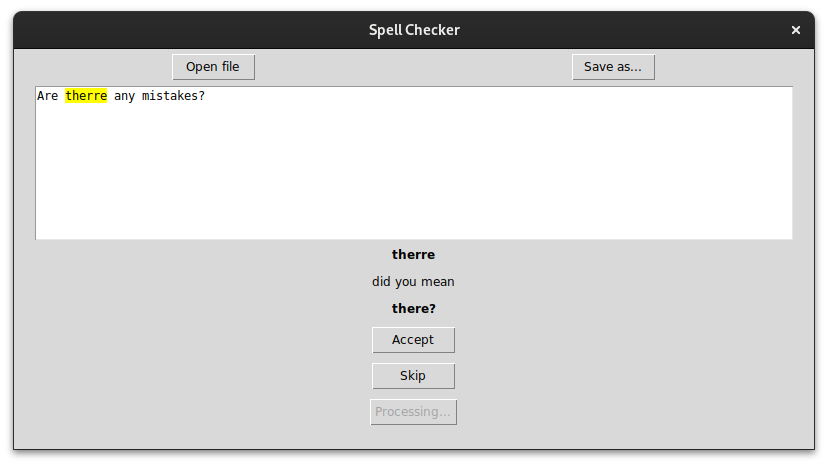 Spell Checker ×
Open file Save as...
Are therre any mistakes?
therre
did you mean
there?
Accept
Skip
Processing...